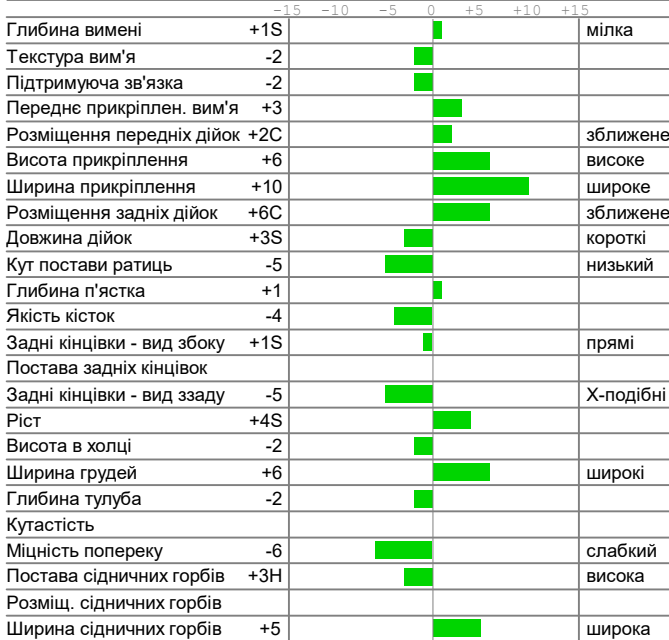 -15 -10 -5 0 +5 +10 +15
Глибина вимені +1S мілка
Текстура вим'я -2
Підтримуюча зв'язка -2
Переднє прикріплен. вим'я +3
Розміщення передніх дійок +2C зближене
Висота прикріплення +6 високе
Ширина прикріплення +10 широке
Розміщення задніх дійок +6C зближене
Довжина дійок +3S короткі
Кут постави ратиць -5 низький
Глибина п'ястка +1
Якість кісток -4
Задні кінцівки - вид збоку +1S прямі
Постава задніх кінцівок
Задні кінцівки - вид ззаду -5 Х-подібні
Ріст +4S
Висота в холці -2
Ширина грудей +6 широкі
Глибина тулуба -2
Кутастість
Міцність попереку -6 слабкий
Постава сідничних горбів +3H висока
Розміщ. сідничних горбів
Ширина сідничних горбів +5 широка